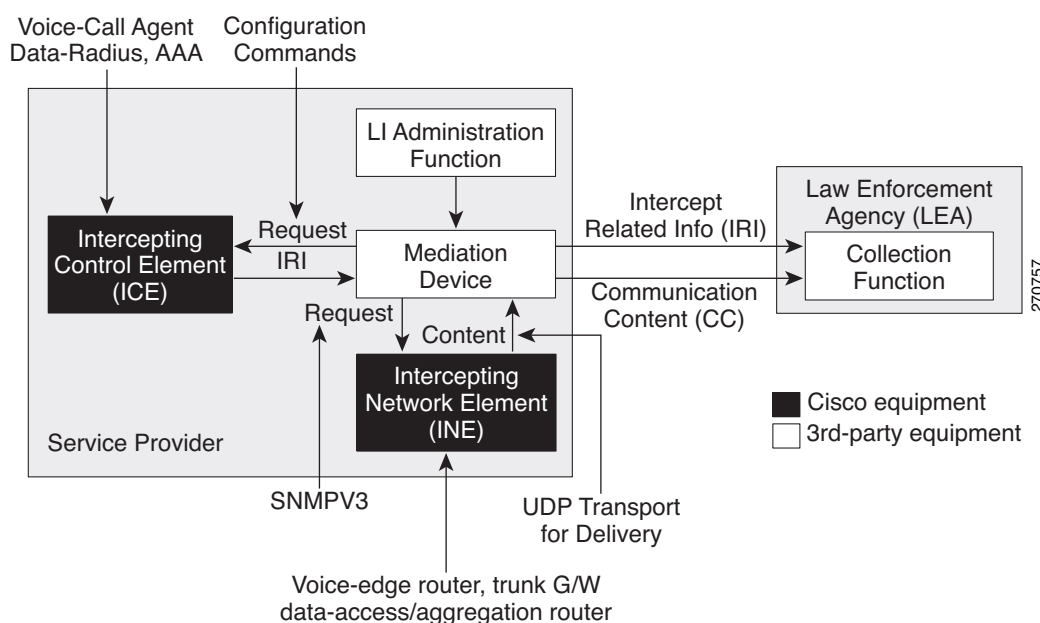 Voice-Call Agent
Data-Radius, AAA
Configuration
Commands
LI Administration
Function
Law Enforcement
Agency (LEA)
Intercepting
Control Element
(ICE)
Request
IRI
Mediation
Device
Intercept
Related Info (IRI)
Collection
Function
Communication
Content (CC)
Request
Content
Intercepting
Network Element
(INE)
Service Provider
Cisco equipment
3rd-party equipment
SNMPV3
UDP Transport
for Delivery
Voice-edge router, trunk G/W
data-access/aggregation router
270757